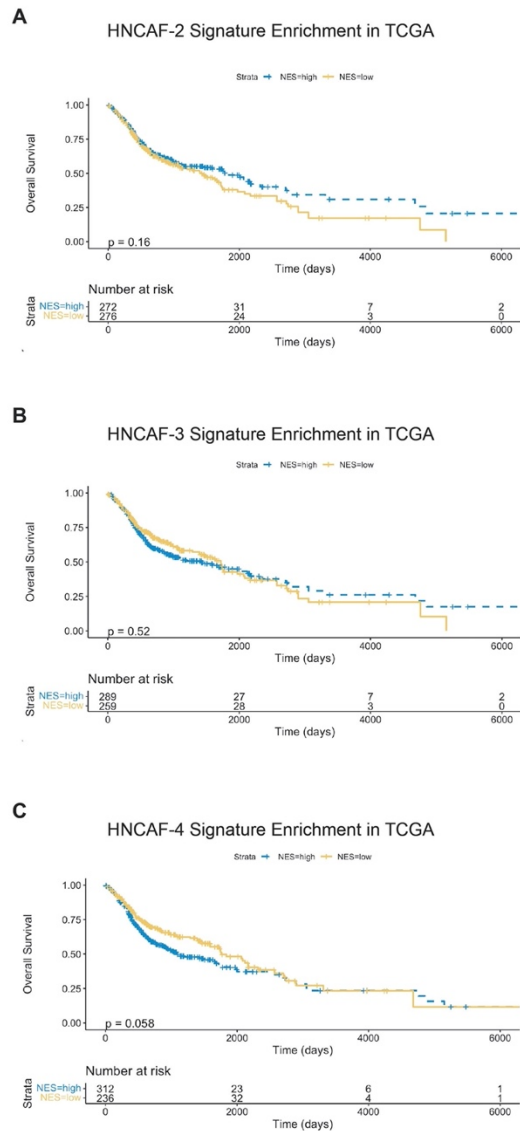 A
HNCAF-2 Signature Enrichment in TCGA
Strata NES=high NES=low
Overall Survival
1.00
0.75
0.50
0.25
0.00
p = 0.16
0 2000 4000 6000
Time (days)
Number at risk
Strata
NES=high 272 31 7 2
NES=low 276 24 3 0
0 2000 4000 6000
Time (days)
B
HNCAF-3 Signature Enrichment in TCGA
Strata NES=high NES=low
Overall Survival
1.00
0.75
0.50
0.25
0.00
p = 0.52
0 2000 4000 6000
Time (days)
Number at risk
Strata
NES=high 289 27 7 2
NES=low 259 28 3 0
0 2000 4000 6000
Time (days)
C
HNCAF-4 Signature Enrichment in TCGA
Strata NES=high NES=low
Overall Survival
1.00
0.75
0.50
0.25
0.00
p = 0.058
0 2000 4000 6000
Time (days)
Number at risk
Strata
NES=high 312 23 6 1
NES=low 236 32 4 1
0 2000 4000 6000
Time (days)